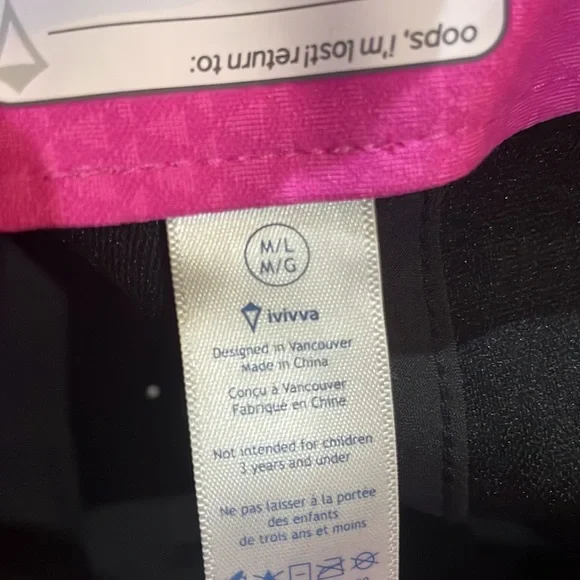 oops, i'm lost! return to:
M/L
M/G
ivivva
Designed in Vancouver
Made in China
Conçu à Vancouver
Fabriqué en Chine
Not intended for children
3 years and under
Ne pas laisser à la portée
des enfants
de trois ans et moins